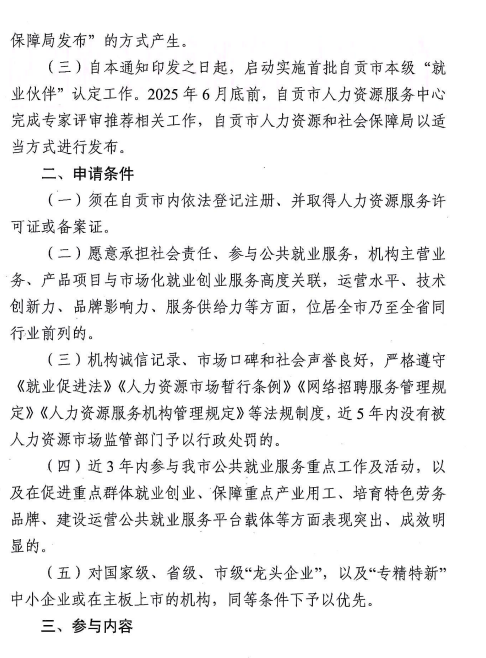 保障局发布”的方式产生。
（三）自本通知印发之日起，启动实施首批自贡市本级“就
业伙伴”认定工作。2025 年 6 月底前，自贡市人力资源服务中心
完成专家评审推荐相关工作，自贡市人力资源和社会保障局以适
当方式进行发布。
二、申请条件
（一）须在自贡市内依法登记注册、并取得人力资源服务许
可证或备案证。
（二）愿意承担社会责任、参与公共就业服务，机构主营业
务、产品项目与市场化就业创业服务高度关联，运营水平、技术
创新力、品牌影响力、服务供给力等方面，位居全市乃至全省同
行业前列的。
（三）机构诚信记录、市场口碑和社会声誉良好，严格遵守
《就业促进法》《人力资源市场暂行条例》《网络招聘服务管理规
定》《人力资源服务机构管理规定》等法规制度，近 5 年内没有被
人力资源市场监管部门予以行政处罚的。
（四）近 3 年内参与我市公共就业服务重点工作及活动，以
及在促进重点群体就业创业、保障重点产业用工、培育特色劳务
品牌、建设运营公共就业服务平台载体等方面表现突出、成效明
显的。
（五）对国家级、省级、市级“龙头企业”，以及“专精特新”
中小企业或在主板上市的机构，同等条件下予以优先。
三、参与内容